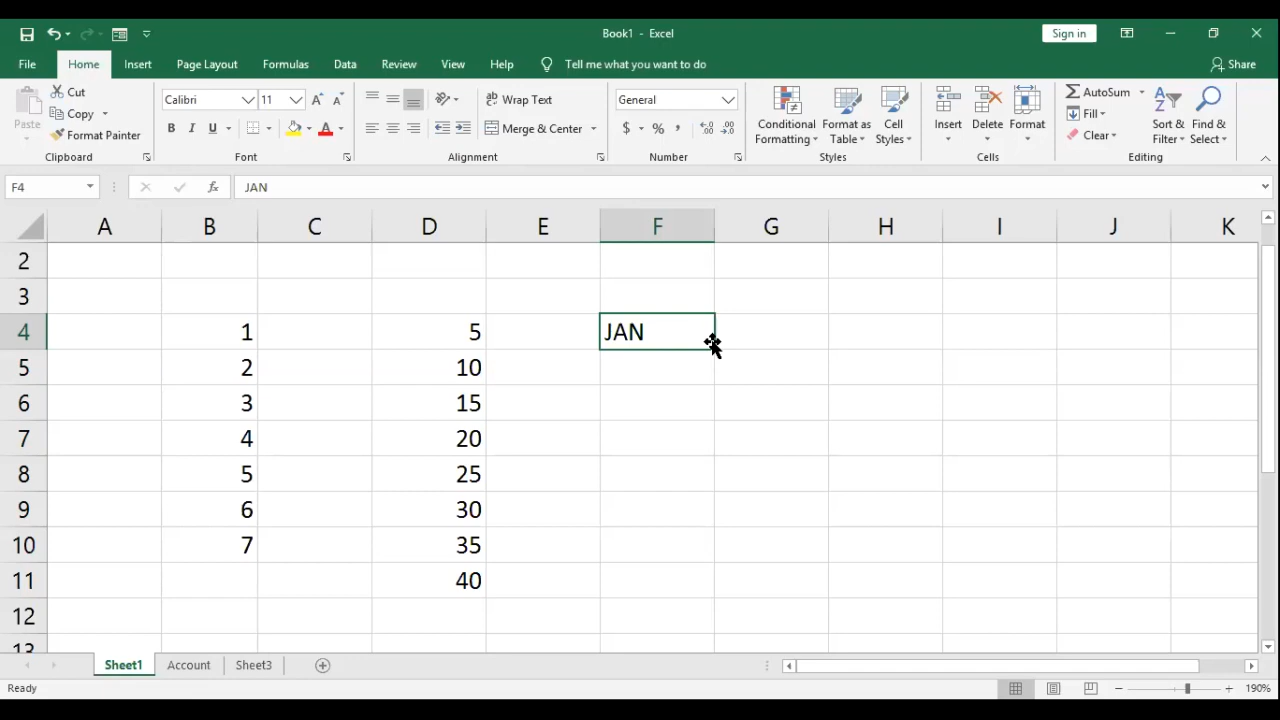 Book1 - Excel
Sign in
File Home Insert Page Layout Formulas Data Review View Help Tell me what you want to do Share
Paste
Cut
Copy
Format Painter
Clipboard
Calibri 11
B I U
Font
Wrap Text
Merge & Center
Alignment
General
$ % ,
Number
Conditional Formatting
Format as Table
Cell Styles
Styles
Insert
Delete
Format
Cells
AutoSum
Fill
Clear
Sort & Filter
Find & Select
Editing
F4 fx JAN
A B C D E F G H I J K
2
3
4 1 5 JAN
5 2 10
6 3 15
7 4 20
8 5 25
9 6 30
10 7 35
11 40
12
13
Sheet1 Account Sheet3
Ready 190%